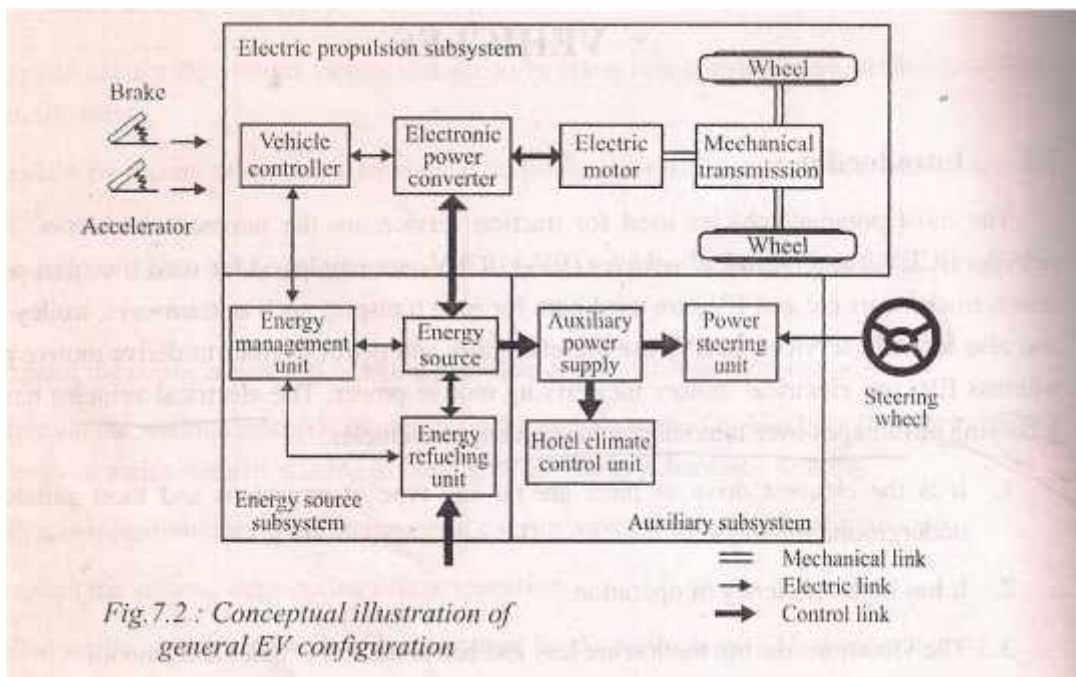 Electric propulsion subsystem
Wheel
Brake
Vehicle
controller
Electronic
power
converter
Electric
motor
Mechanical
transmission
Accelerator
Wheel
Energy
management
unit
Energy
source
Auxiliary
power
supply
Power
steering
unit
Steering
wheel
Energy
refueling
unit
Hotel climate
control unit
Energy source
subsystem
Auxiliary subsystem
Mechanical link
Electric link
Control link
Fig.7.2 : Conceptual illustration of
general EV configuration